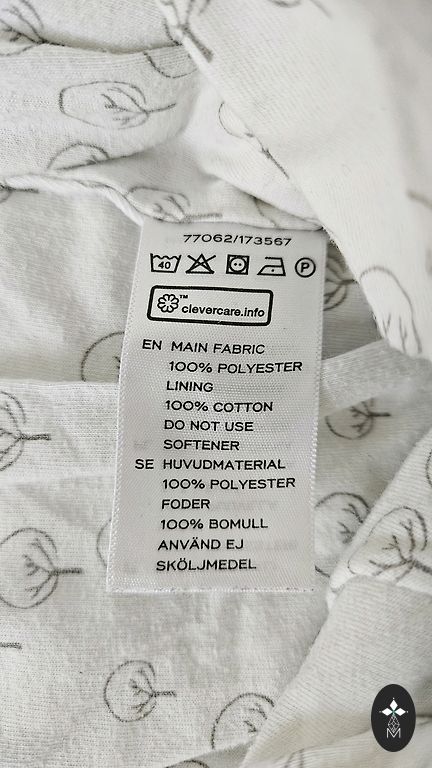 77062/173567
40 P
™ clevercare.info
EN MAIN FABRIC
100% POLYESTER
LINING
100% COTTON
DO NOT USE
SOFTENER
SE HUVUDMATERIAL
100% POLYESTER
FODER
100% BOMULL
ANVÄND EJ
SKÖLJMEDEL
M